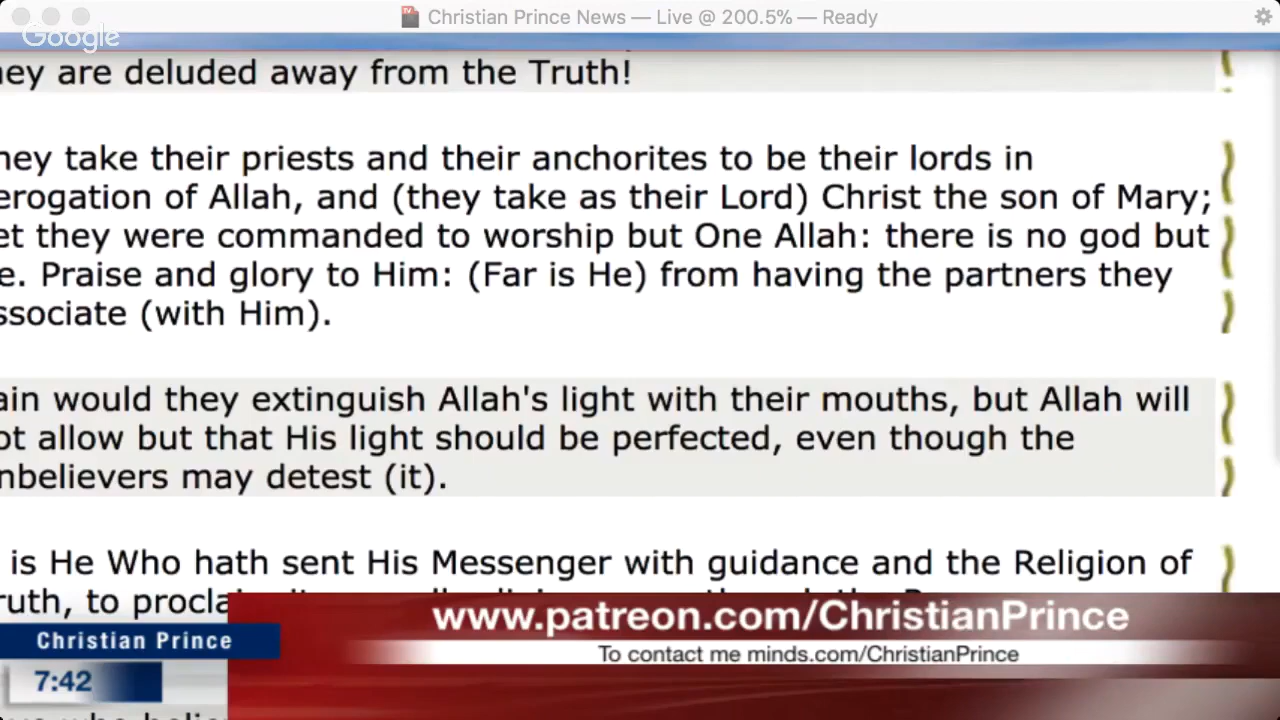 Christian Prince News — Live @ 200.5% — Ready
Google
ey are deluded away from the Truth!
ey take their priests and their anchorites to be their lords in
erogation of Allah, and (they take as their Lord) Christ the son of Mary;
et they were commanded to worship but One Allah: there is no god but
e. Praise and glory to Him: (Far is He) from having the partners they
ssociate (with Him).
ain would they extinguish Allah's light with their mouths, but Allah will
ot allow but that His light should be perfected, even though the
nbelievers may detest (it).
is He Who hath sent His Messenger with guidance and the Religion of
ruth, to procla
www.patreon.com/ChristianPrince
To contact me minds.com/ChristianPrince
Christian Prince
7:42